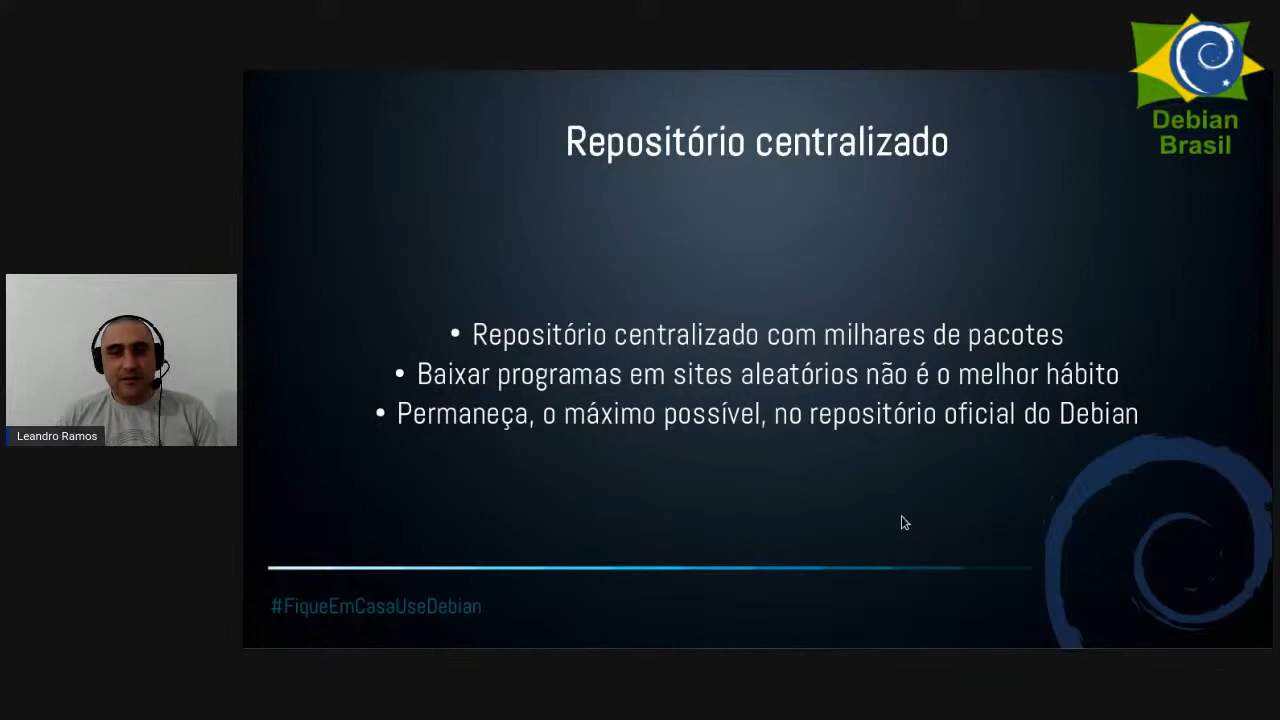 Debian
Brasil
Repositório centralizado
• Repositório centralizado com milhares de pacotes
• Baixar programas em sites aleatórios não é o melhor hábito
• Permaneça, o máximo possível, no repositório oficial do Debian
Leandro Ramos
#FiqueEmCasaUseDebian